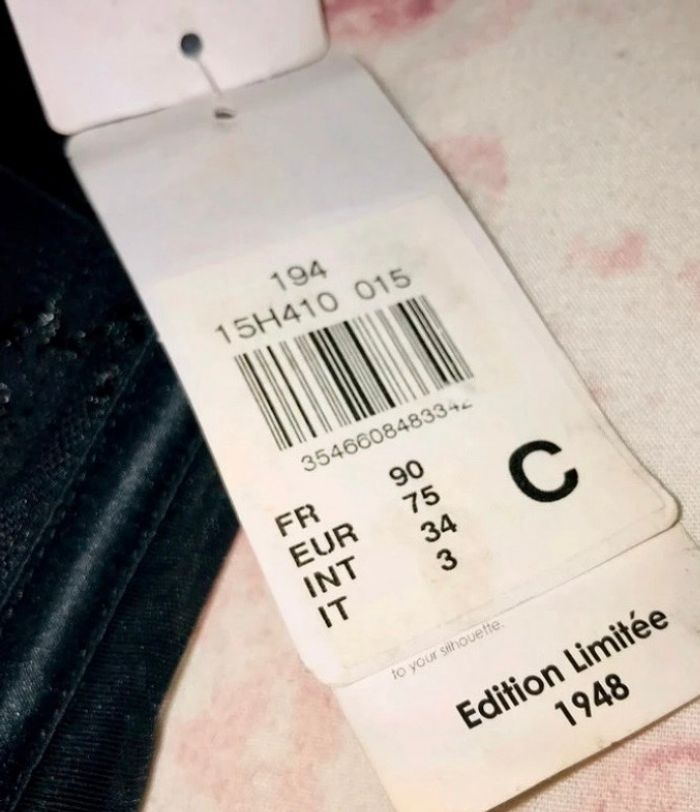 194
15H410 015
3546608483342
FR 90
EUR 75
INT 34
IT 3
C
to your silhouette.
Edition Limitée
1948